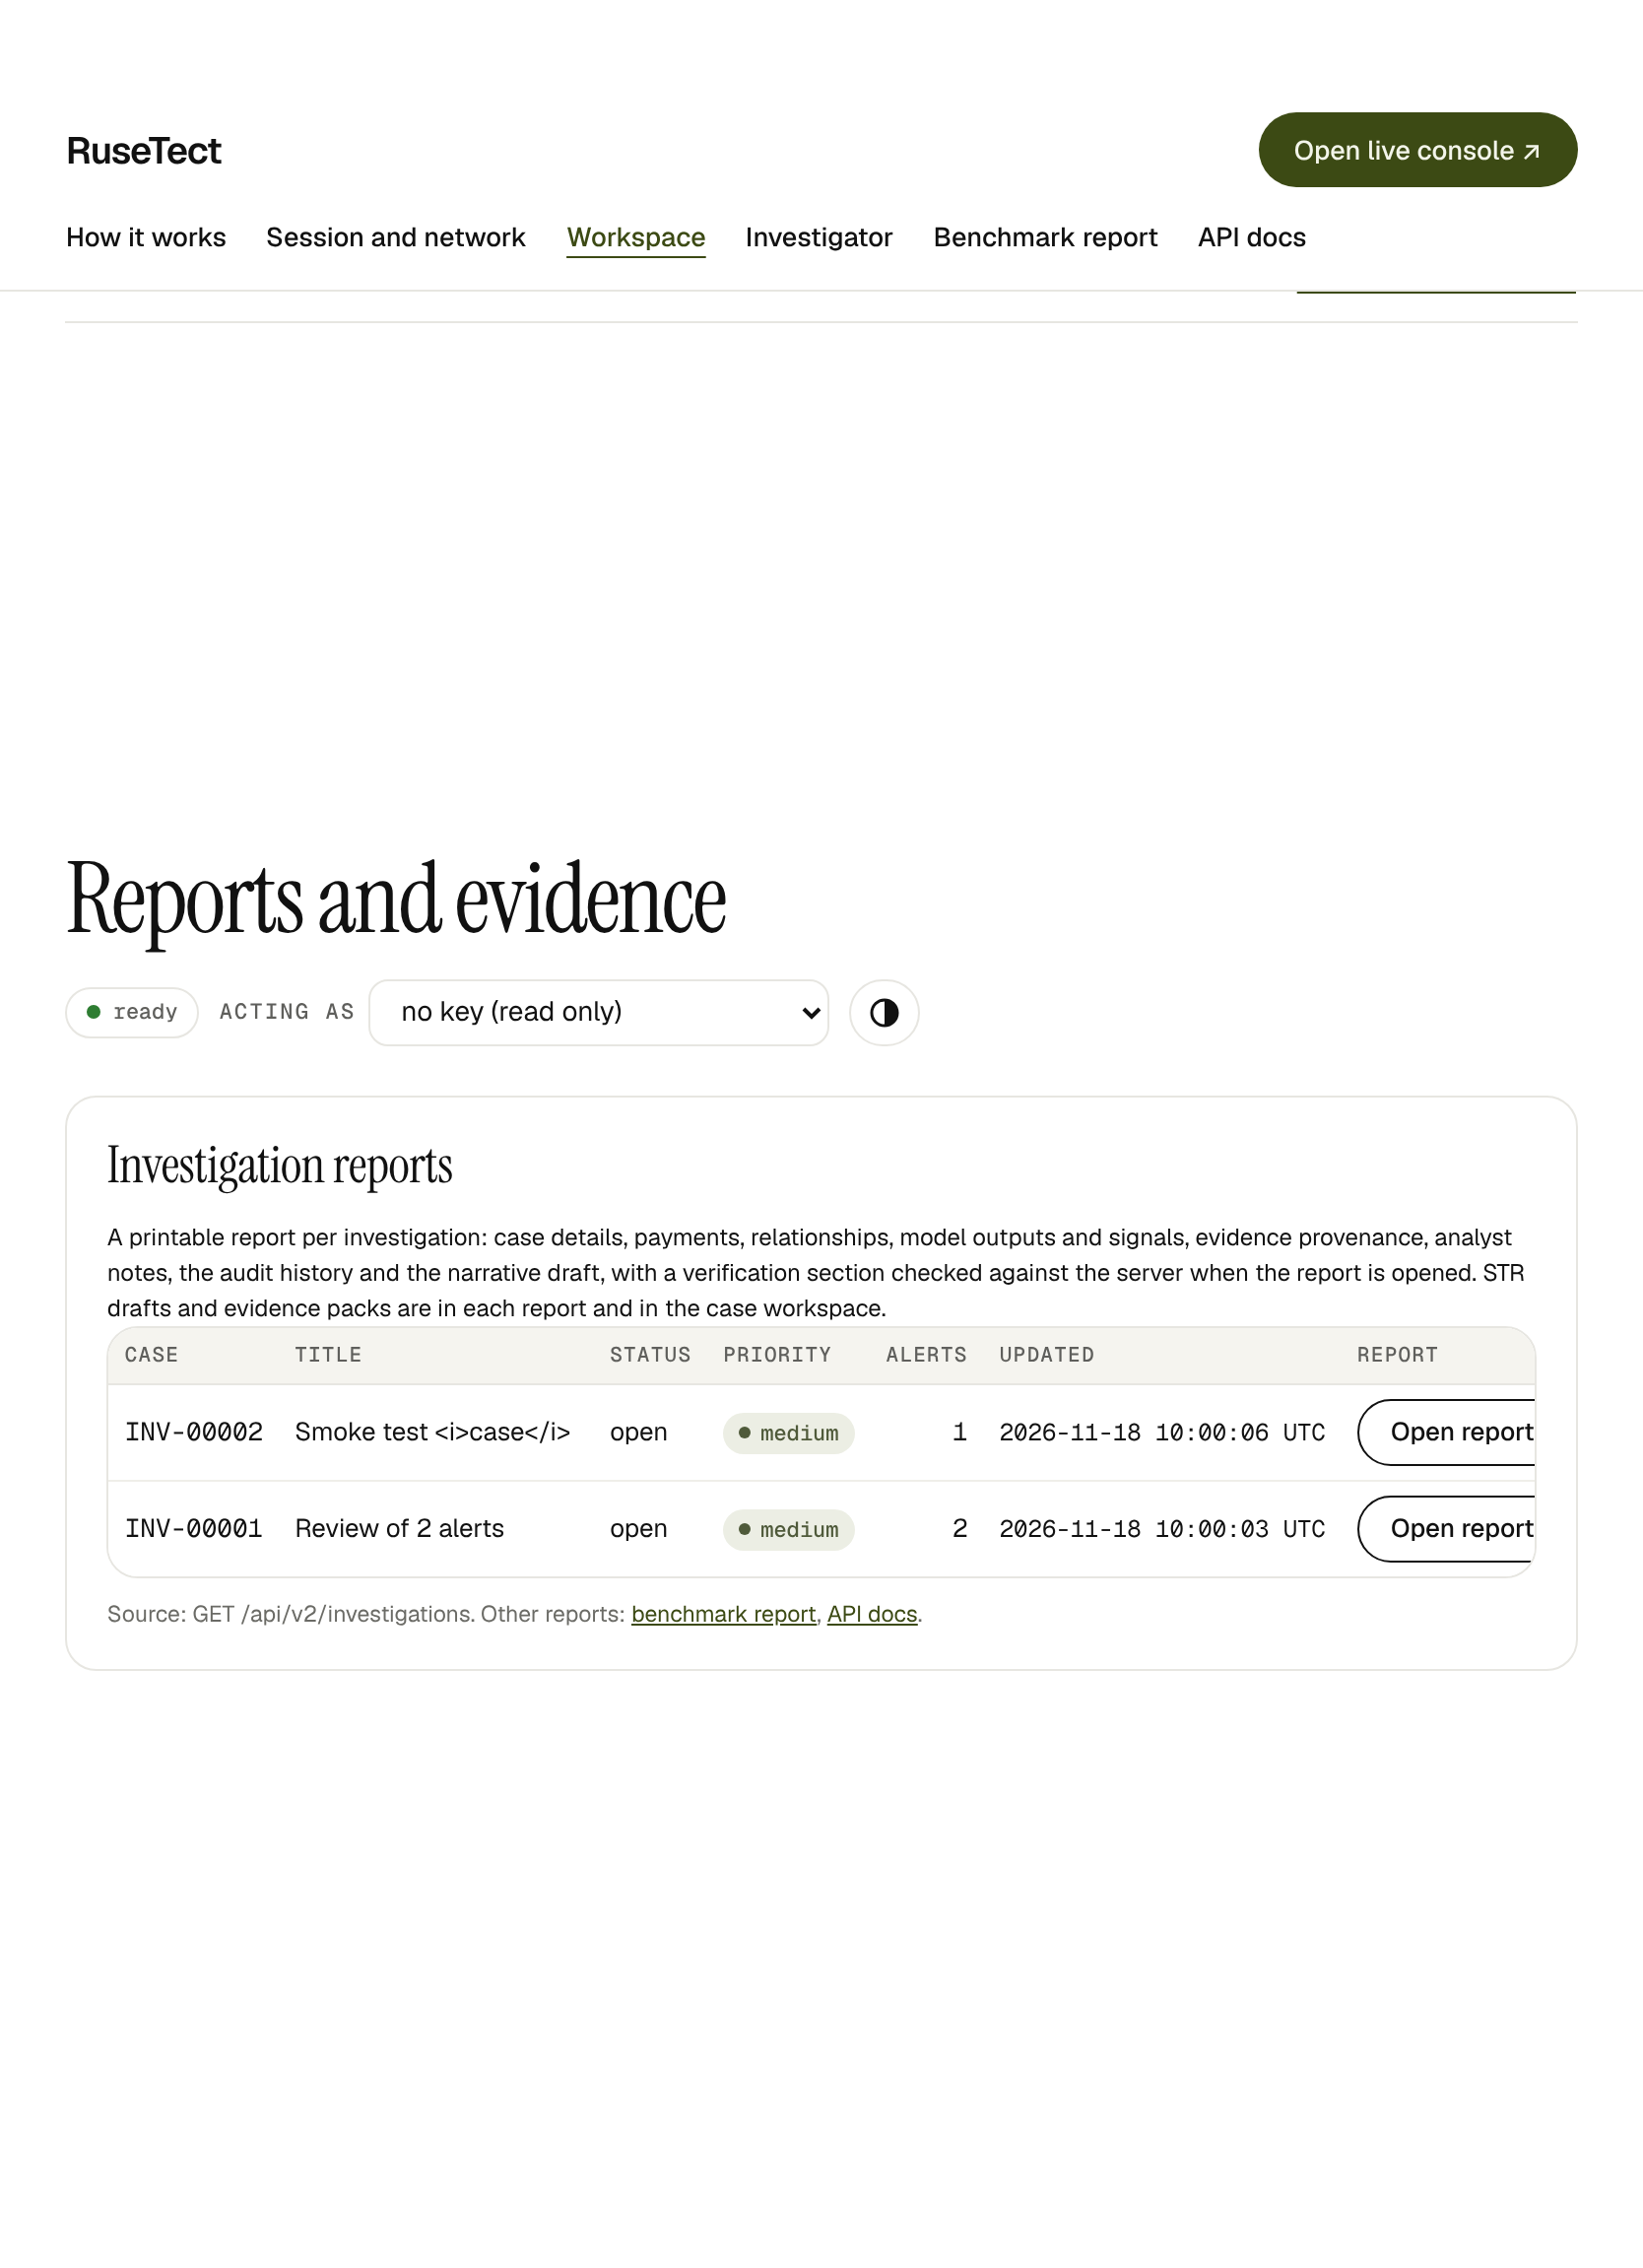 RuseTect
Open live console ↗
How it works Session and network Workspace Investigator Benchmark report API docs
Reports and evidence
ready ACTING AS no key (read only)
Investigation reports
A printable report per investigation: case details, payments, relationships, model outputs and signals, evidence provenance, analyst
notes, the audit history and the narrative draft, with a verification section checked against the server when the report is opened. STR
drafts and evidence packs are in each report and in the case workspace.
CASE TITLE STATUS PRIORITY ALERTS UPDATED REPORT
INV-00002 Smoke test <i>case</i> open medium 1 2026-11-18 10:00:06 UTC Open report
INV-00001 Review of 2 alerts open medium 2 2026-11-18 10:00:03 UTC Open report
Source: GET /api/v2/investigations. Other reports: benchmark report, API docs.